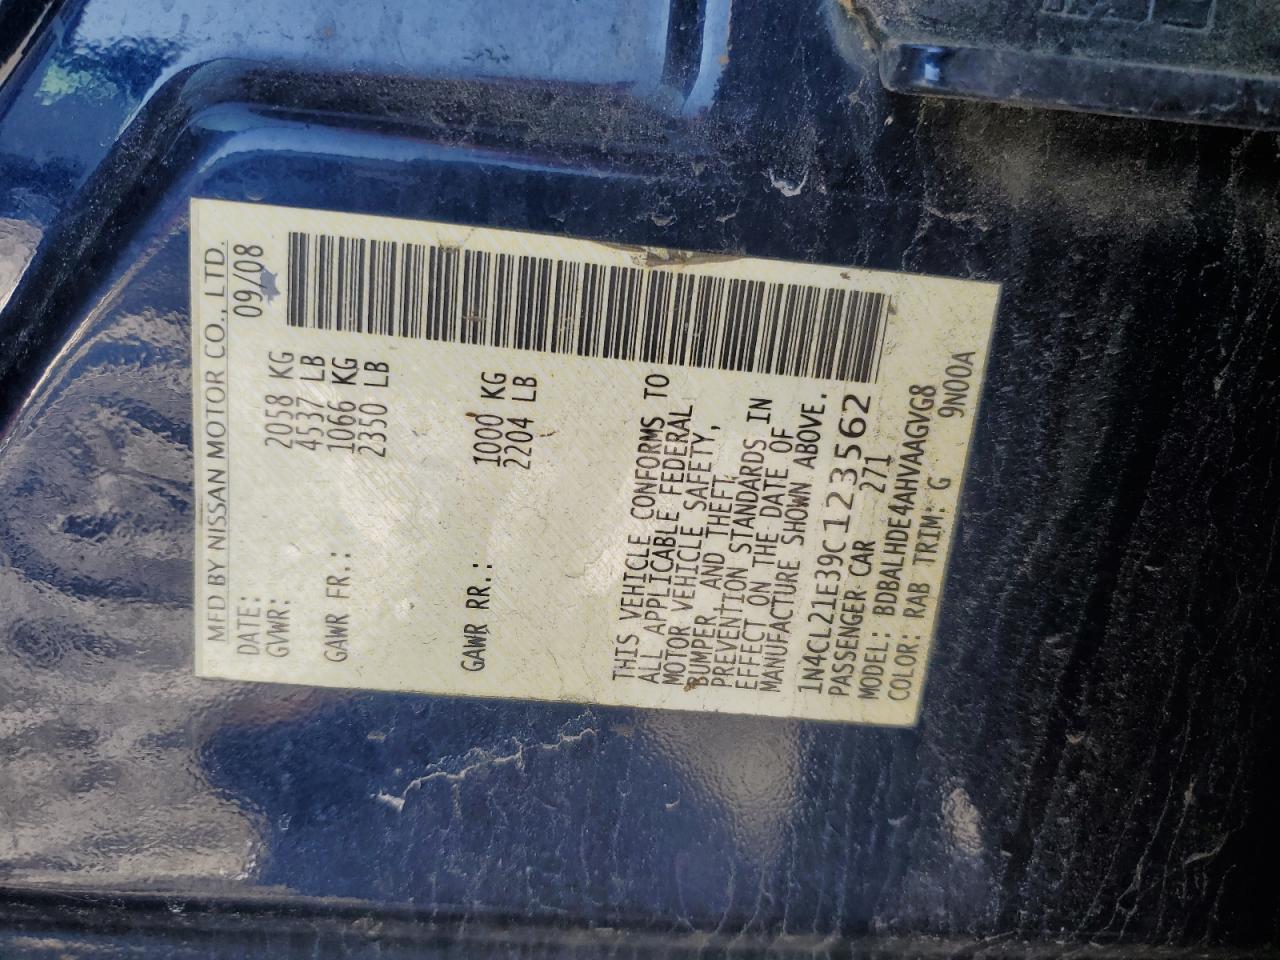 MFD BY NISSAN MOTOR CO., LTD.
DATE: 09/08
GVWR: 2058 KG
4537 LB
GAWR FR.: 1066 KG
2350 LB
GAWR RR.: 1000 KG
2204 LB
THIS VEHICLE CONFORMS TO
ALL APPLICABLE FEDERAL
MOTOR VEHICLE SAFETY,
BUMPER AND THEFT
PREVENTION STANDARDS IN
EFFECT ON THE DATE OF
MANUFACTURE SHOWN ABOVE.
1N4CL21E39C123562
PASSENGER CAR 271
MODEL: BDBALHDE4AHVAAGVG8
COLOR: RAB TRIM: G 9N00A